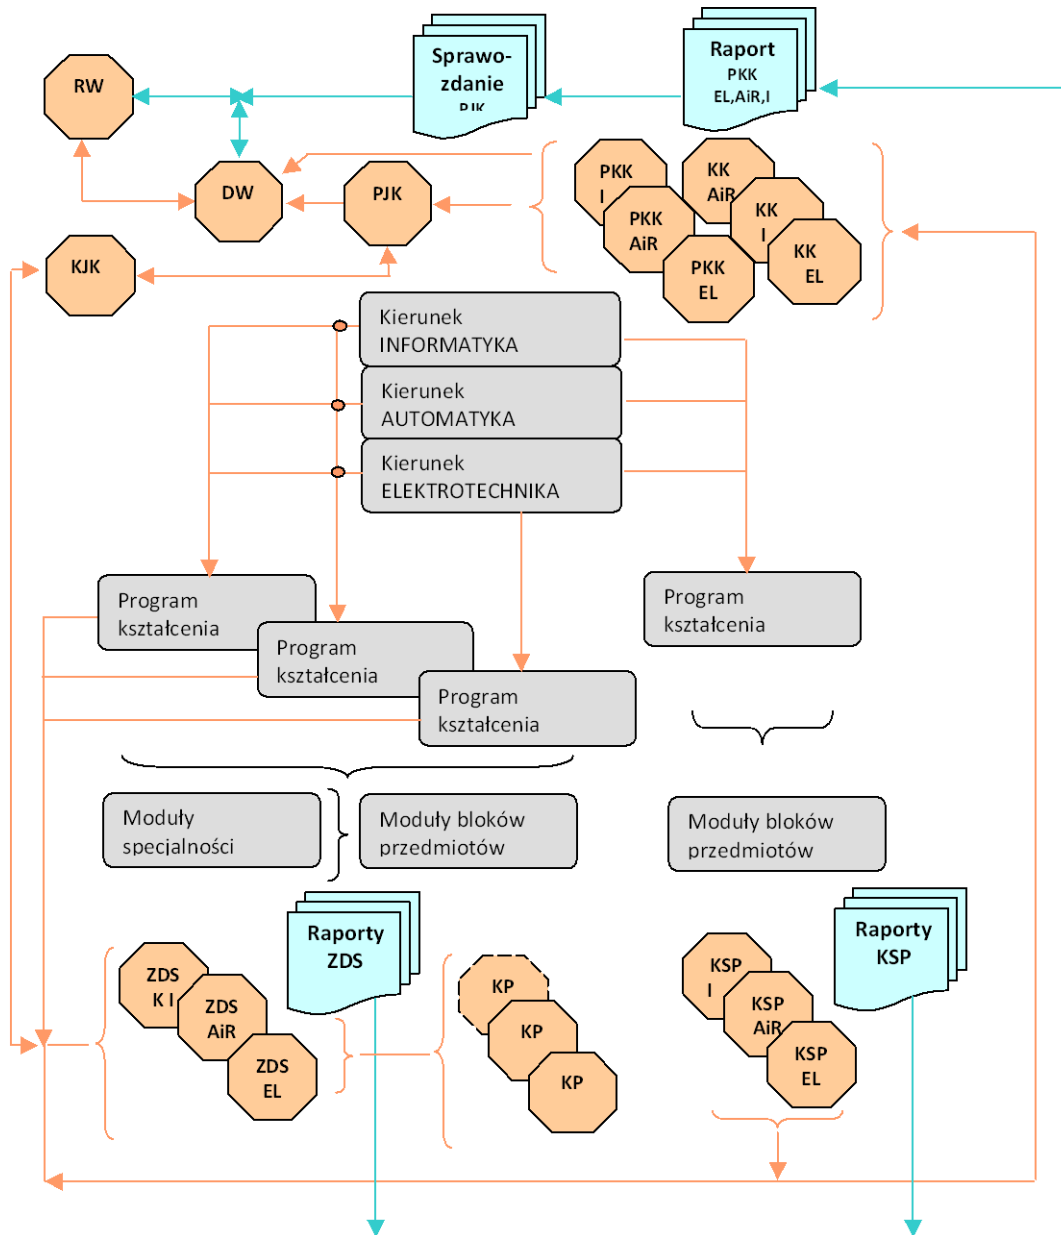 Sprawo-
zdanie
PJK
Raport
PKK
EL,AiR,I
RW
DW
PJK
KJK
PKK
I
PKK
AiR
PKK
EL
KK
AiR
KK
I
KK
EL
Kierunek
INFORMATYKA
Kierunek
AUTOMATYKA
Kierunek
ELEKTROTECHNIKA
Program
kształcenia
Program
kształcenia
Program
kształcenia
Program
kształcenia
Moduły
specjalności
Moduły bloków
przedmiotów
Moduły bloków
przedmiotów
Raporty
ZDS
Raporty
KSP
ZDS
K I
ZDS
AiR
ZDS
EL
KP
KP
KP
KSP
I
KSP
AiR
KSP
EL